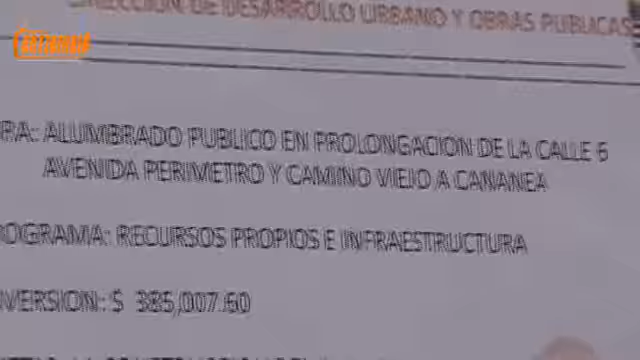 DIRECCION DE DESARROLLO URBANO Y OBRAS PUBLICAS
RA: ALUMBRADO PUBLICO EN PROLONGACION DE LA CALLE 6
AVENIDA PERIMETRO Y CAMINO VIEJO A CANANEA
OGRAMA: RECURSOS PROPIOS E INFRAESTRUCTURA
VERSION: $ 385,007.60